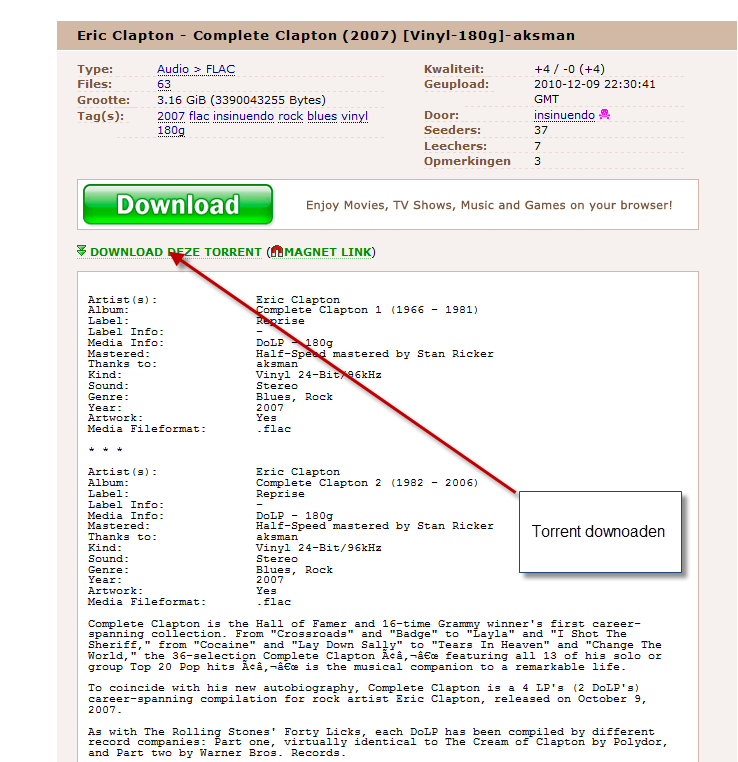 Eric Clapton - Complete Clapton (2007) [Vinyl-180g]-aksman
Type: Audio > FLAC
Files: 63
Grootte: 3.16 GiB (3390043255 Bytes)
Tag(s): 2007 flac insinuendo rock blues vinyl
180g
Kwaliteit: +4 / -0 (+4)
Geupload: 2010-12-09 22:30:41
GMT
Door: insinuendo
Seeders: 37
Leechers: 7
Opmerkingen 3
Download Enjoy Movies, TV Shows, Music and Games on your browser!
DOWNLOAD DEZE TORRENT (MAGNET LINK)
Artist(s): Eric Clapton
Album: Complete Clapton 1 (1966 - 1981)
Label: Reprise
Label Info: -
Media Info: DoLP - 180g
Mastered: Half-Speed mastered by Stan Ricker
Thanks to: aksman
Kind: Vinyl 24-Bit/96kHz
Sound: Stereo
Genre: Blues, Rock
Year: 2007
Artwork: Yes
Media Fileformat: .flac
* * *
Artist(s): Eric Clapton
Album: Complete Clapton 2 (1982 - 2006)
Label: Reprise
Label Info: -
Media Info: DoLP - 180g
Mastered: Half-Speed mastered by Stan Ricker
Thanks to: aksman
Kind: Vinyl 24-Bit/96kHz
Sound: Stereo
Genre: Blues, Rock
Year: 2007
Artwork: Yes
Media Fileformat: .flac
Torrent downoaden
Complete Clapton is the Hall of Famer and 16-time Grammy winner's first career-
spanning collection. From "Crossroads" and "Badge" to "Layla" and "I Shot The
Sheriff," from "Cocaine" and "Lay Down Sally" to "Tears In Heaven" and "Change The
World," the 36-selection Complete Clapton Ã¢â‚¬â€œ featuring all 13 of his solo or
group Top 20 Pop hits Ã¢â‚¬â€œ is the musical companion to a remarkable life.
To coincide with his new autobiography, Complete Clapton is a 4 LP's (2 DoLP's)
career-spanning compilation for rock artist Eric Clapton, released on October 9,
2007.
As with The Rolling Stones' Forty Licks, each DoLP has been compiled by different
record companies: Part one, virtually identical to The Cream of Clapton by Polydor,
and Part two by Warner Bros. Records.